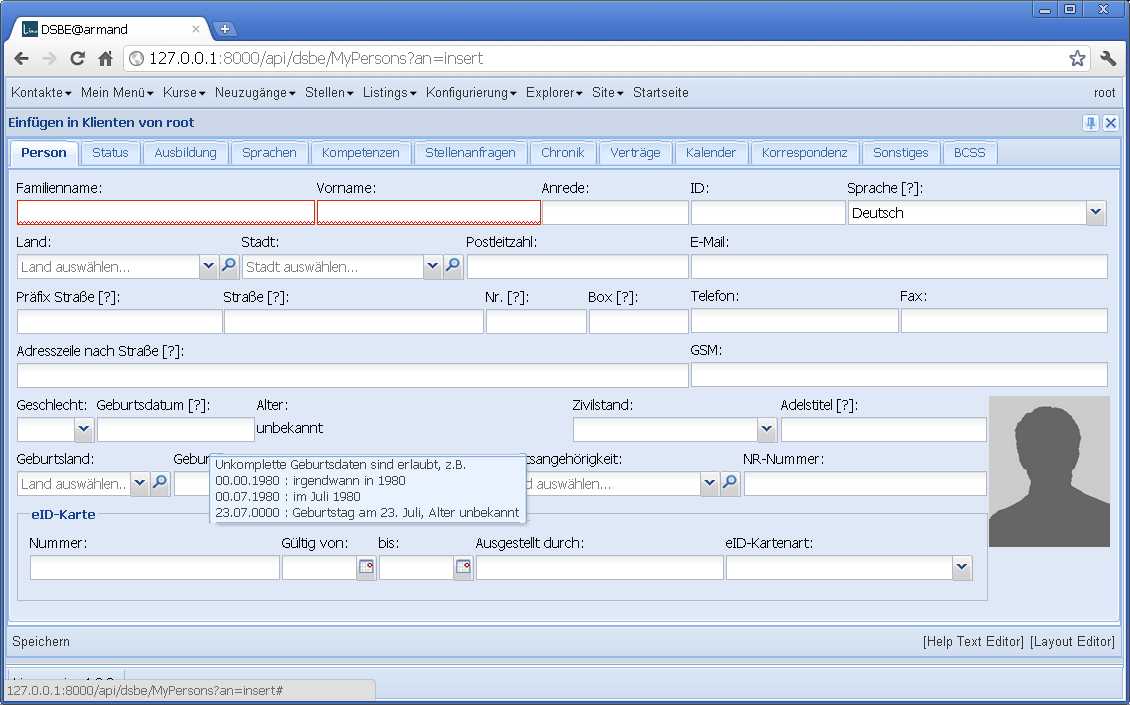 DSBE@armand
127.0.0.1:8000/api/dsbe/MyPersons?an=insert
Kontakte Mein Menü Kurse Neuzugänge Stellen Listings Konfigurierung Explorer Site Startseite root
Einfügen in Klienten von root
Person Status Ausbildung Sprachen Kompetenzen Stellenanfragen Chronik Verträge Kalender Korrespondenz Sonstiges BCSS
Familienname: Vorname: Anrede: ID: Sprache [?]:
Deutsch
Land: Stadt: Postleitzahl: E-Mail:
Land auswählen... Stadt auswählen...
Präfix Straße [?]: Straße [?]: Nr. [?]: Box [?]: Telefon: Fax:
Adresszeile nach Straße [?]: GSM:
Geschlecht: Geburtsdatum [?]: Alter: Zivilstand: Adelstitel [?]:
unbekannt
Geburtsland: Gebur tsangehörigkeit: NR-Nummer:
Land auswählen... d auswählen...
Unkomplette Geburtsdaten sind erlaubt, z.B.
00.00.1980 : irgendwann in 1980
00.07.1980 : im Juli 1980
23.07.0000 : Geburtstag am 23. Juli, Alter unbekannt
eID-Karte
Nummer: Gültig von: bis: Ausgestellt durch: eID-Kartenart:
Speichern [Help Text Editor] [Layout Editor]
127.0.0.1:8000/api/dsbe/MyPersons?an=insert#